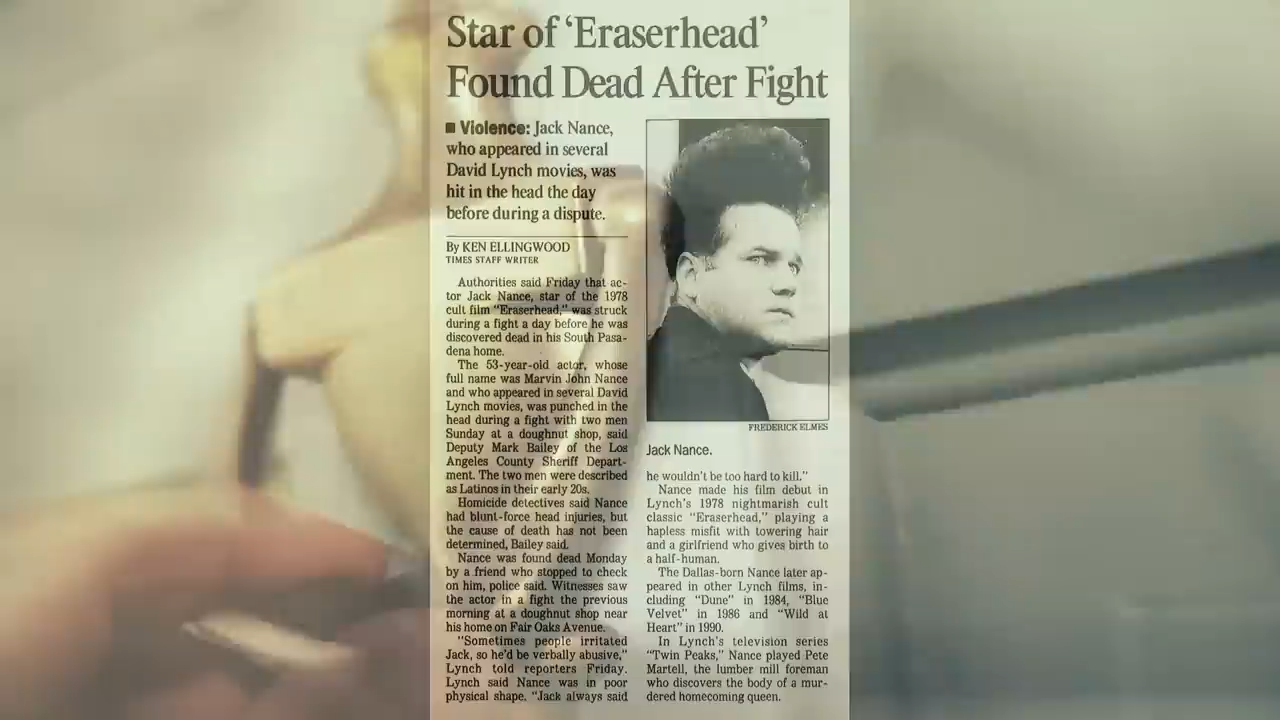 Star of ‘Eraserhead’
Found Dead After Fight
■ Violence: Jack Nance,
who appeared in several
David Lynch movies, was
hit in the head the day
before during a dispute.
By KEN ELLINGWOOD
TIMES STAFF WRITER
Authorities said Friday that ac-
tor Jack Nance, star of the 1978
cult film "Eraserhead," was struck
during a fight a day before he was
discovered dead in his South Pasa-
dena home.
The 53-year-old actor, whose
full name was Marvin John Nance
and who appeared in several David
Lynch movies, was punched in the
head during a fight with two men
Sunday at a doughnut shop, said
Deputy Mark Bailey of the Los
Angeles County Sheriff Depart-
ment. The two men were described
as Latinos in their early 20s.
Homicide detectives said Nance
had blunt-force head injuries, but
the cause of death has not been
determined, Bailey said.
Nance was found dead Monday
by a friend who stopped to check
on him, police said. Witnesses saw
the actor in a fight the previous
morning at a doughnut shop near
his home on Fair Oaks Avenue.
"Sometimes people irritated
Jack, so he'd be verbally abusive,"
Lynch told reporters Friday.
Lynch said Nance was in poor
physical shape. "Jack always said
FREDERICK ELMES
Jack Nance.
he wouldn't be too hard to kill."
Nance made his film debut in
Lynch's 1978 nightmarish cult
classic "Eraserhead," playing a
hapless misfit with towering hair
and a girlfriend who gives birth to
a half-human.
The Dallas-born Nance later ap-
peared in other Lynch films, in-
cluding "Dune" in 1984, "Blue
Velvet" in 1986 and "Wild at
Heart" in 1990.
In Lynch's television series
"Twin Peaks," Nance played Pete
Martell, the lumber mill foreman
who discovers the body of a mur-
dered homecoming queen.